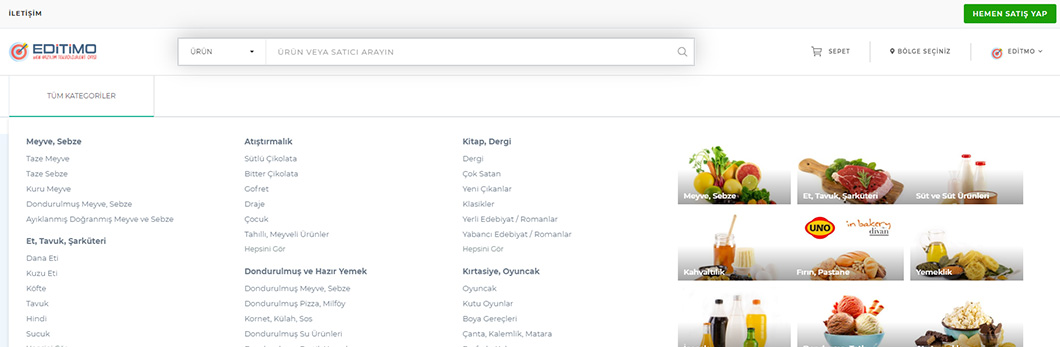 İLETİŞİM
HEMEN SATIŞ YAP
EDİTİMO
ÜRÜN
ÜRÜN VEYA SATICI ARAYIN
SEPET
BÖLGE SEÇİNİZ
EDİTMO
TÜM KATEGORİLER
Meyve, Sebze
Taze Meyve
Taze Sebze
Kuru Meyve
Dondurulmuş Meyve, Sebze
Ayıklanmış Doğranmış Meyve ve Sebze
Et, Tavuk, Şarküteri
Dana Eti
Kuzu Eti
Köfte
Tavuk
Hindi
Sucuk
Atıştırmalık
Sütlü Çikolata
Bitter Çikolata
Gofret
Draje
Çocuk
Tahıllı, Meyveli Ürünler
Hepsini Gör
Dondurulmuş ve Hazır Yemek
Dondurulmuş Meyve, Sebze
Dondurulmuş Pizza, Milföy
Kornet, Külah, Sos
Dondurulmuş Su Ürünleri
Kitap, Dergi
Dergi
Çok Satan
Yeni Çıkanlar
Klasikler
Yerli Edebiyat / Romanlar
Yabancı Edebiyat / Romanlar
Hepsini Gör
Kırtasiye, Oyuncak
Oyuncak
Kutu Oyunlar
Boya Gereçleri
Çanta, Kalemlik, Matara
Meyve, Sebze
Et, Tavuk, Şarküteri
Süt ve Süt Ürünleri
Kahvaltılık
UNO
in bakery
divan
Fırın, Pastane
Yemeklik